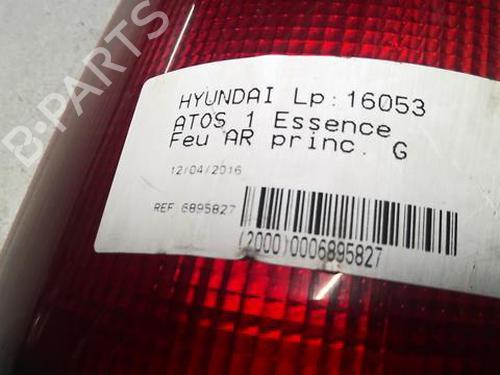 B-PARTS
HYUNDAI Lp:16053
ATOS 1 Essence
Feu AR princ. G
12/04/2016
REF 6895827
(2000)0006895827